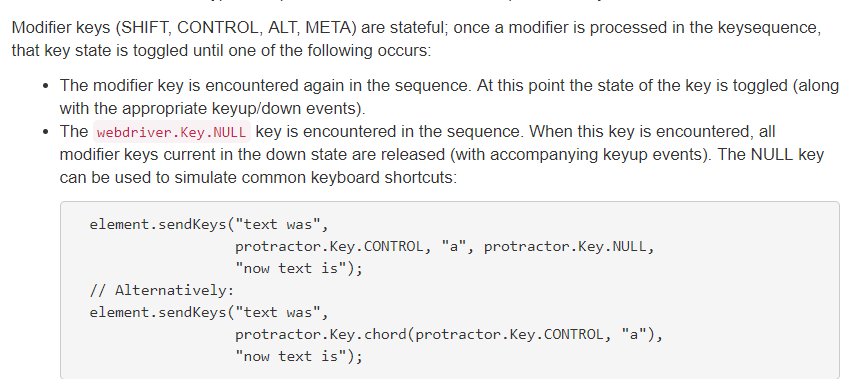 Modifier keys (SHIFT, CONTROL, ALT, META) are stateful; once a modifier is processed in the keysequence,
that key state is toggled until one of the following occurs:
• The modifier key is encountered again in the sequence. At this point the state of the key is toggled (along
with the appropriate keyup/down events).
• The webdriver.Key.NULL key is encountered in the sequence. When this key is encountered, all
modifier keys current in the down state are released (with accompanying keyup events). The NULL key
can be used to simulate common keyboard shortcuts:
element.sendKeys("text was",
protractor.Key.CONTROL, "a", protractor.Key.NULL,
"now text is");
// Alternatively:
element.sendKeys("text was",
protractor.Key.chord(protractor.Key.CONTROL, "a"),
"now text is");